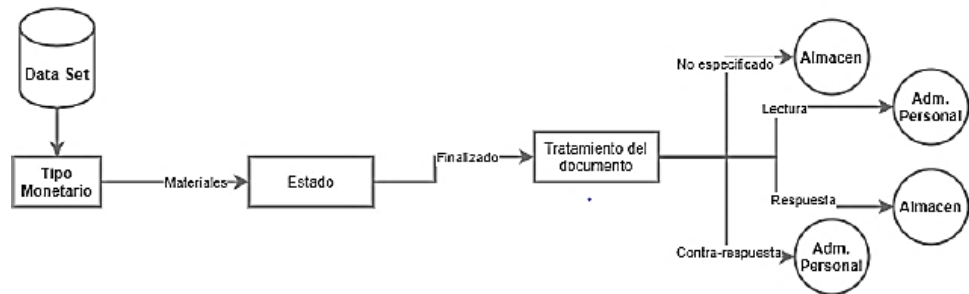 Data Set
Tipo
Monetario
Materiales
Estado
Finalizado
Tratamiento del
documento
No especificado
Almacen
Lectura
Adm.
Personal
Respuesta
Almacen
Contra-respuesta
Adm.
Personal